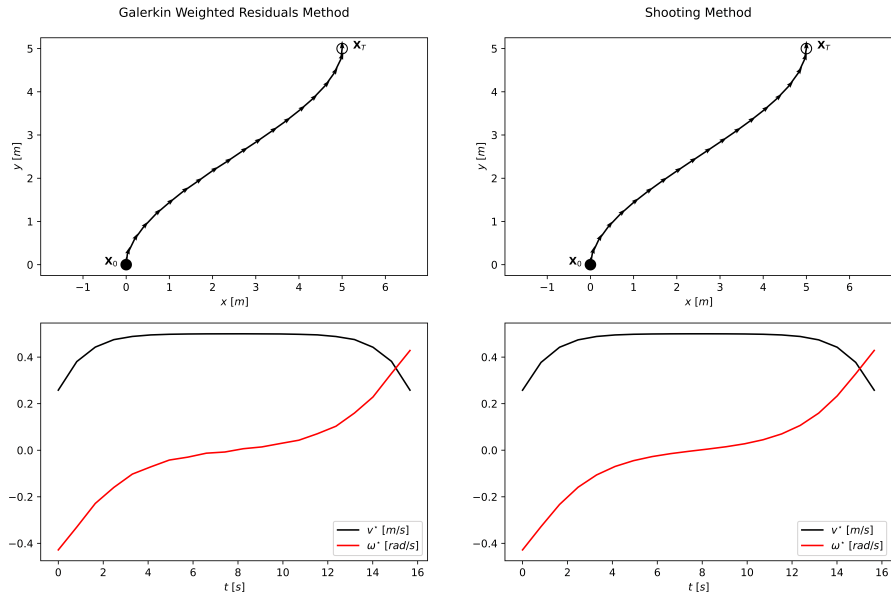 Galerkin Weighted Residuals Method
Shooting Method
5
4
3
2
1
0
y [m]
X_T
X_0
−1 0 1 2 3 4 5 6
x [m]
5
4
3
2
1
0
y [m]
X_T
X_0
−1 0 1 2 3 4 5 6
x [m]
0.4
0.2
0.0
−0.2
−0.4
v* [m/s]
ω* [rad/s]
0 2 4 6 8 10 12 14 16
t [s]
0.4
0.2
0.0
−0.2
−0.4
v* [m/s]
ω* [rad/s]
0 2 4 6 8 10 12 14 16
t [s]